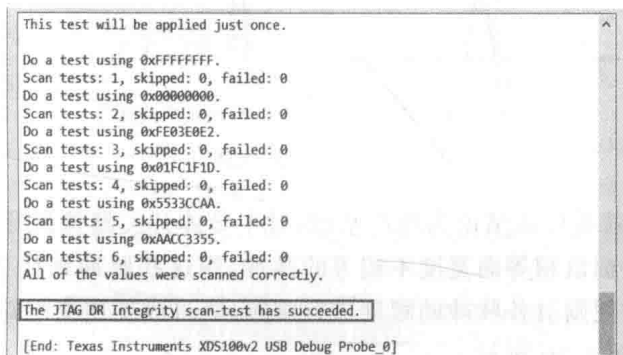 This test will be applied just once.
Do a test using 0xFFFFFFFF.
Scan tests: 1, skipped: 0, failed: 0
Do a test using 0x00000000.
Scan tests: 2, skipped: 0, failed: 0
Do a test using 0xFE03E0E2.
Scan tests: 3, skipped: 0, failed: 0
Do a test using 0x01FC1F1D.
Scan tests: 4, skipped: 0, failed: 0
Do a test using 0x5533CCAA.
Scan tests: 5, skipped: 0, failed: 0
Do a test using 0xAACC3355.
Scan tests: 6, skipped: 0, failed: 0
All of the values were scanned correctly.
The JTAG DR Integrity scan-test has succeeded.
[End: Texas Instruments XDS100v2 USB Debug Probe_0]